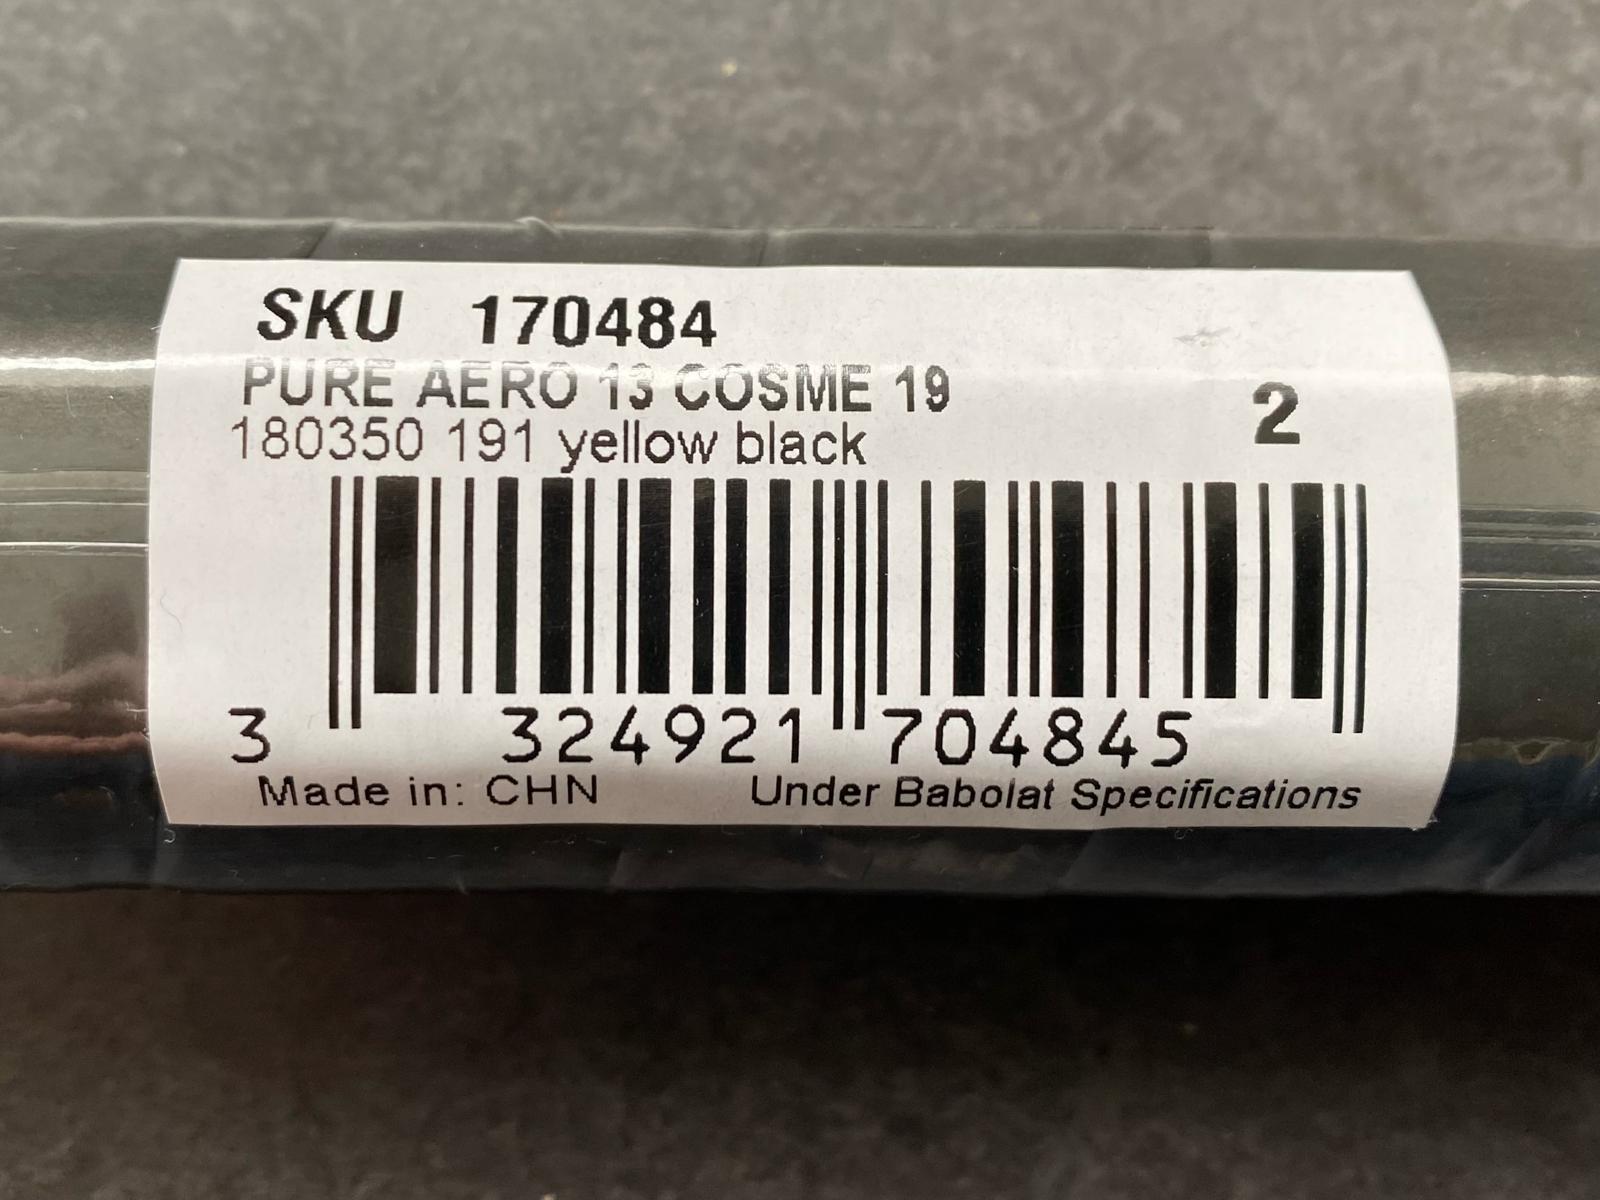 SKU 170484
PURE AERO 13 COSME 19
2
180350 191 yellow black
3 324921 704845
Made in: CHN Under Babolat Specifications